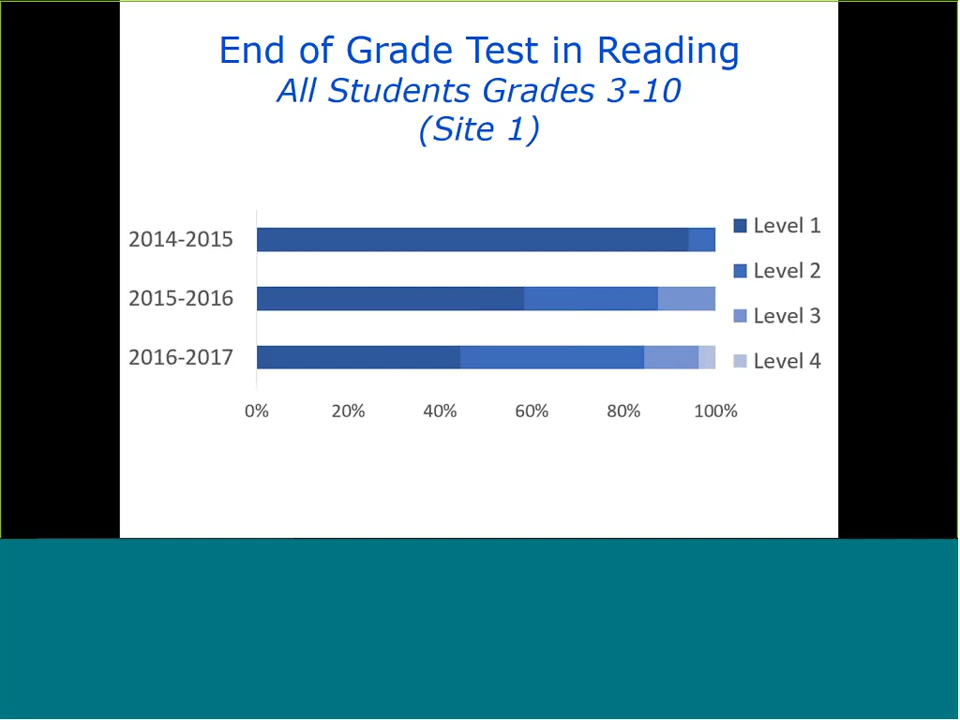 End of Grade Test in Reading
All Students Grades 3-10
(Site 1)
2014-2015
2015-2016
2016-2017
0% 20% 40% 60% 80% 100%
Level 1
Level 2
Level 3
Level 4